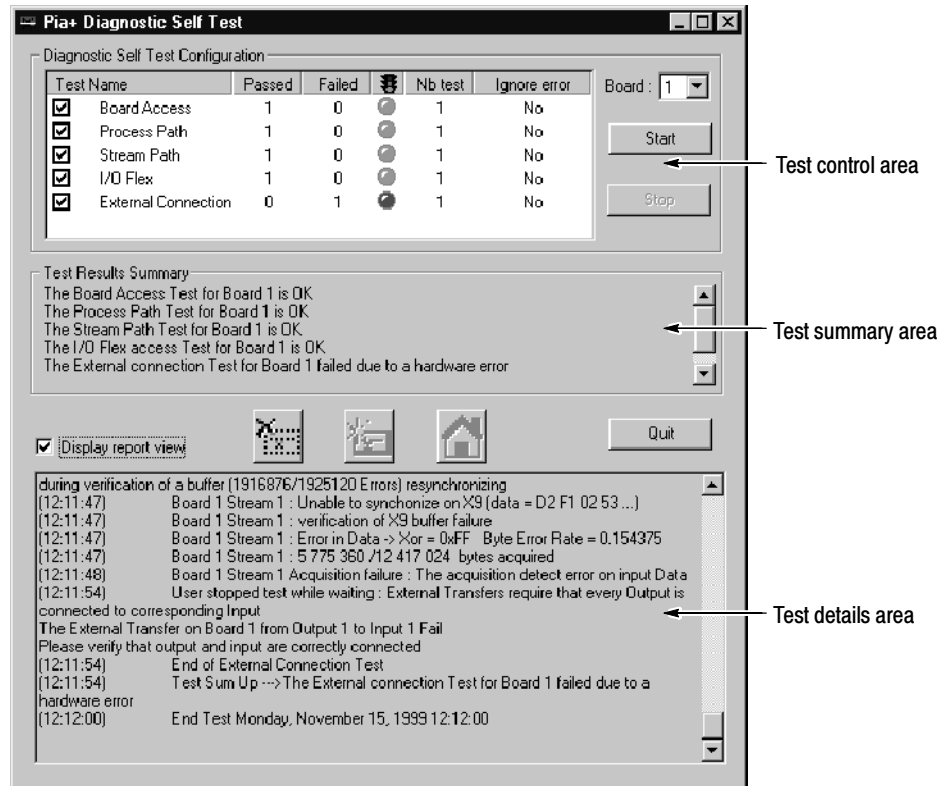 Pia+ Diagnostic Self Test
Diagnostic Self Test Configuration
Test Name Passed Failed Nb test Ignore error
Board : 1
Board Access 1 0 1 No
Process Path 1 0 1 No
Stream Path 1 0 1 No
I/O Flex 1 0 1 No
External Connection 0 1 1 No
Start
Stop
Test control area
Test Results Summary
The Board Access Test for Board 1 is OK
The Process Path Test for Board 1 is OK
The Stream Path Test for Board 1 is OK
The I/O Flex access Test for Board 1 is OK
The External connection Test for Board 1 failed due to a hardware error
Test summary area
Display report view
Quit
during verification of a buffer (1916876/1925120 Errors) resynchronizing
(12:11:47) Board 1 Stream 1 : Unable to synchonize on X9 (data = D2 F1 02 53 ...)
(12:11:47) Board 1 Stream 1 : verification of X9 buffer failure
(12:11:47) Board 1 Stream 1 : Error in Data -> Xor = 0xFF Byte Error Rate = 0.154375
(12:11:47) Board 1 Stream 1 : 5 775 360 /12 417 024 bytes acquired
(12:11:48) Board 1 Stream 1 Acquisition failure : The acquisition detect error on input Data
(12:11:54) User stopped test while waiting : External Transfers require that every Output is
connected to corresponding Input
The External Transfer on Board 1 from Output 1 to Input 1 Fail
Please verify that output and input are correctly connected
(12:11:54) End of External Connection Test
(12:11:54) Test Sum Up --->The External connection Test for Board 1 failed due to a
hardware error
(12:12:00) End Test Monday, November 15, 1999 12:12:00
Test details area